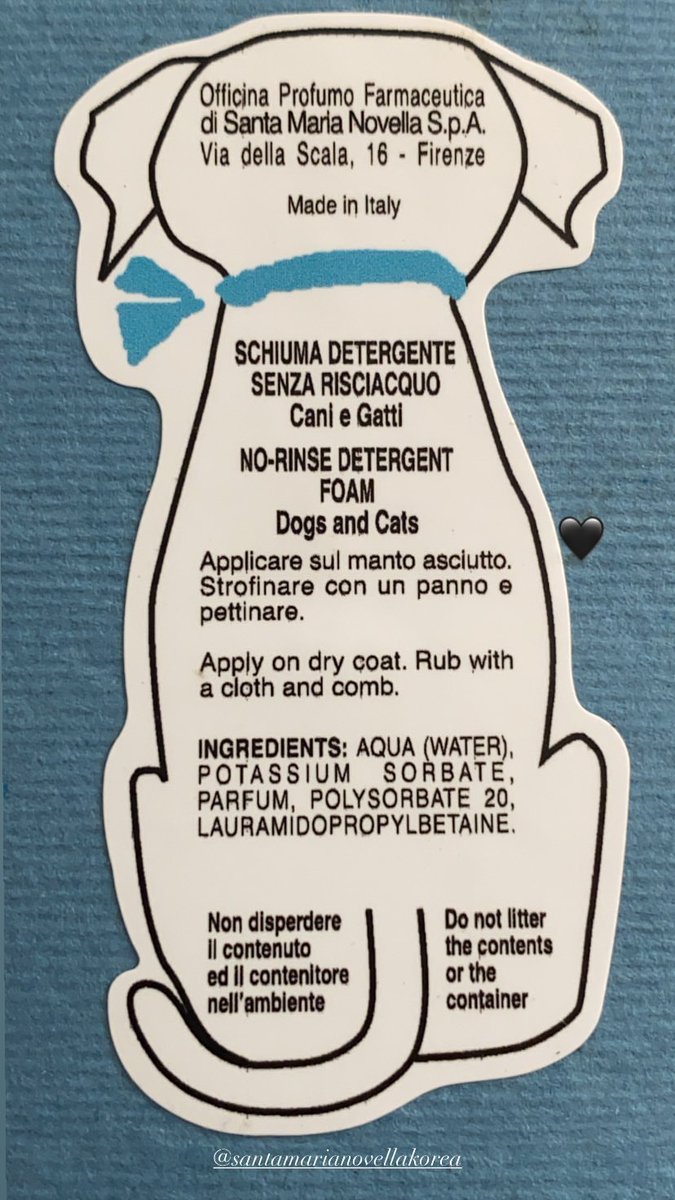 Officina Profumo Farmaceutica
di Santa Maria Novella S.p.A.
Via della Scala, 16 - Firenze
Made in Italy
SCHIUMA DETERGENTE
SENZA RISCIACQUO
Cani e Gatti
NO-RINSE DETERGENT
FOAM
Dogs and Cats
Applicare sul manto asciutto.
Strofinare con un panno e
pettinare.
Apply on dry coat. Rub with
a cloth and comb.
INGREDIENTS: AQUA (WATER),
POTASSIUM SORBATE,
PARFUM, POLYSORBATE 20,
LAURAMIDOPROPYLBETAINE.
Non disperdere
il contenuto
ed il contenitore
nell'ambiente
Do not litter
the contents
or the
container
@santamarianovellakorea